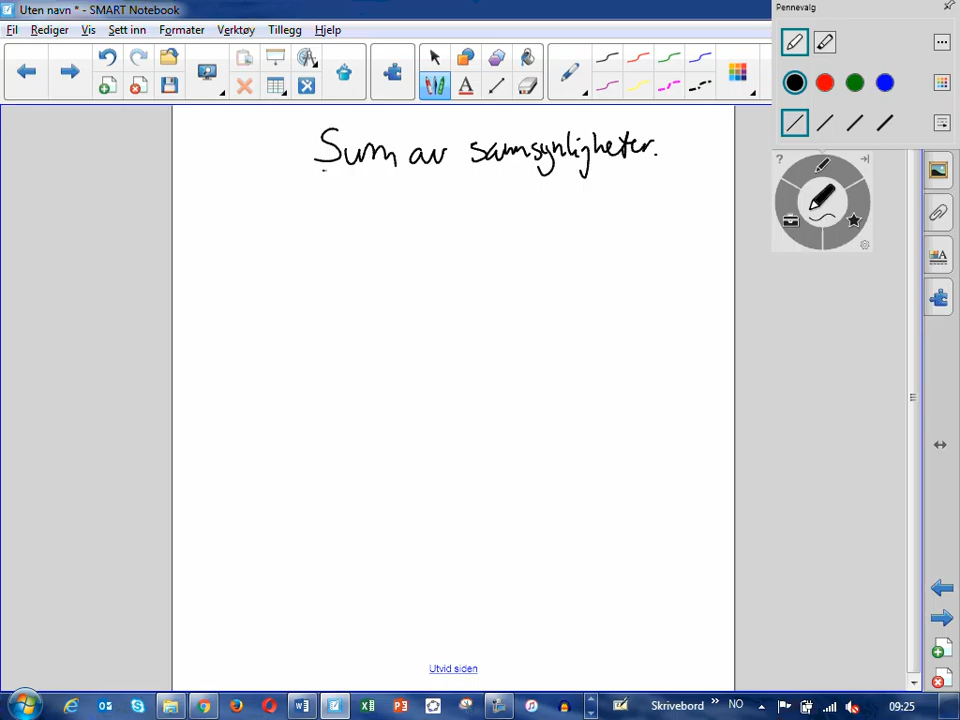 Uten navn * - SMART Notebook
Pennevalg
Fil Rediger Vis Sett inn Formater Verktøy Tillegg Hjelp
Sum av sannsynligheter.
Utvid siden
Skrivebord » NO 09:25